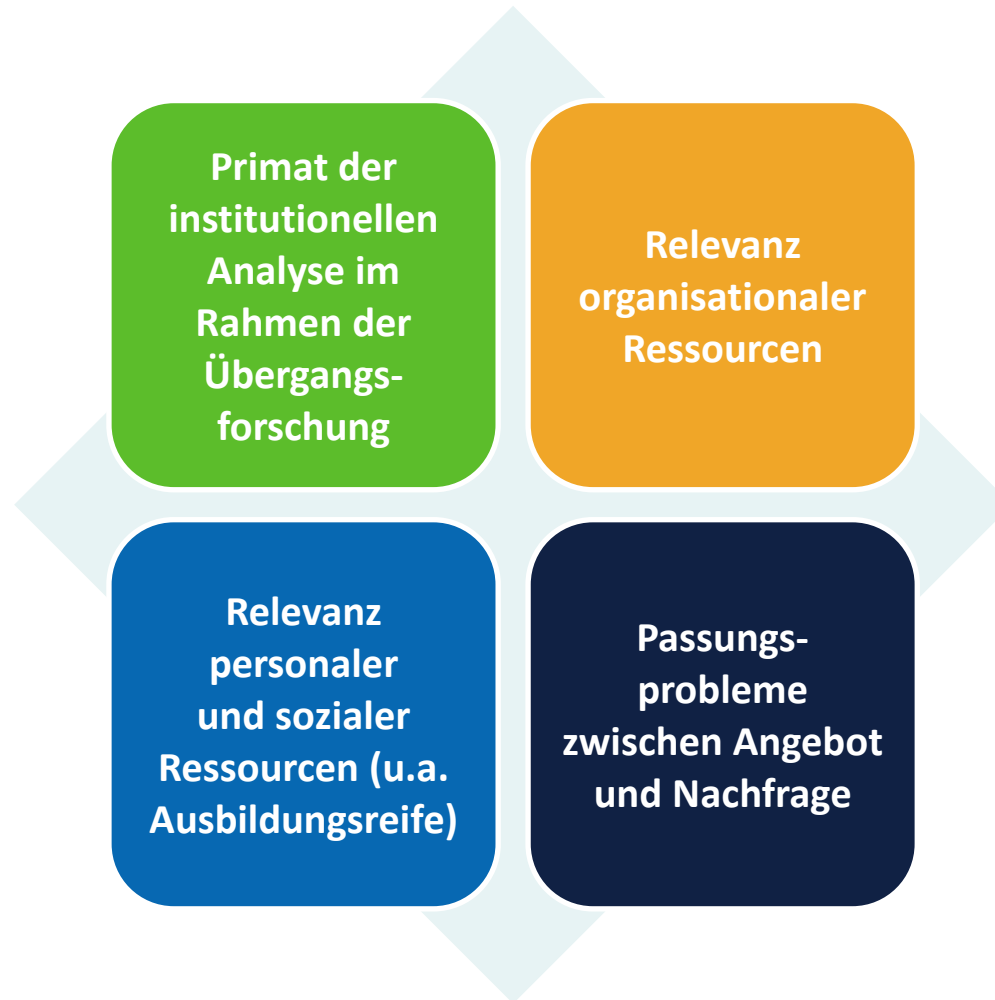 Primat der
institutionellen
Analyse im
Rahmen der
Übergangs-
forschung
Relevanz
organisationaler
Ressourcen
Relevanz
personaler
und sozialer
Ressourcen (u.a.
Ausbildungsreife)
Passungs-
probleme
zwischen Angebot
und Nachfrage